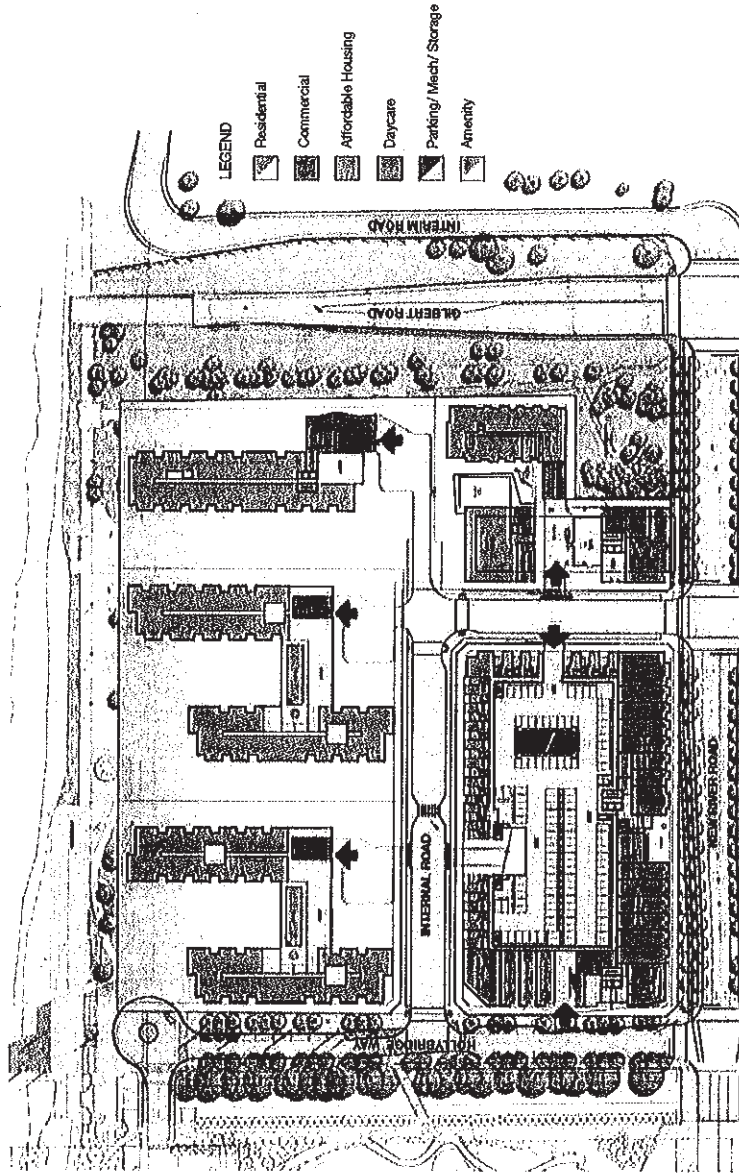 LEGEND
Residential
Commercial
Affordable Housing
Daycare
Parking/ Mech/ Storage
Amenity
INTERIM ROAD
GILBERT ROAD
INTERNAL ROAD
HOLLYBRIDGE WAY
NEW RIVER ROAD